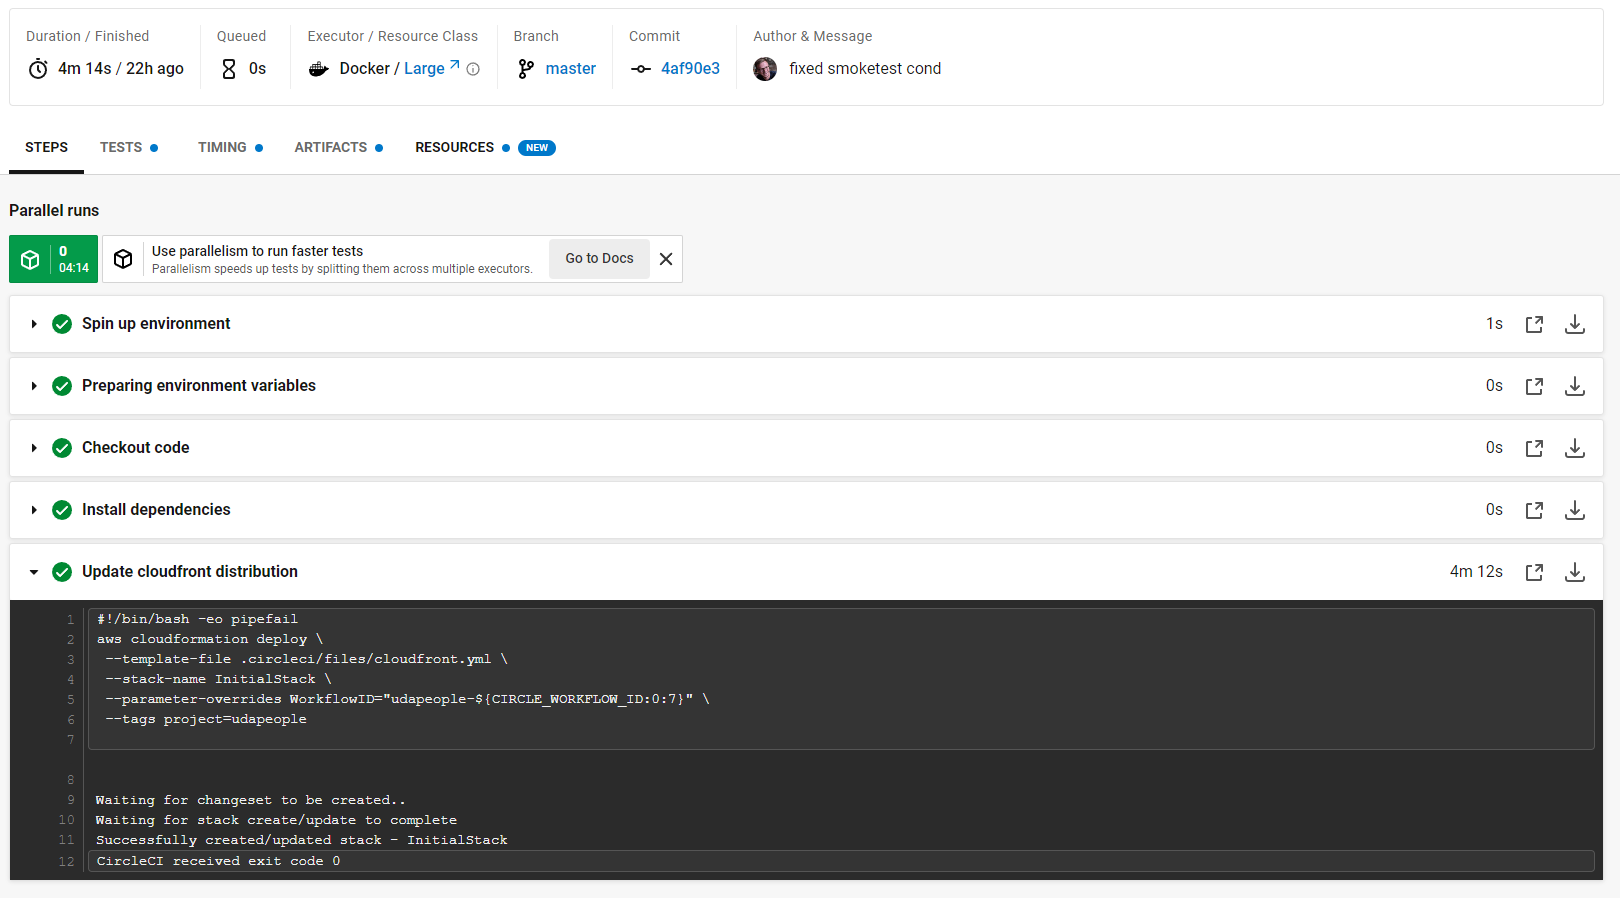 Duration / Finished
Queued
Executor / Resource Class
Branch
Commit
Author & Message
4m 14s / 22h ago
0s
Docker / Large
master
4af90e3
fixed smoketest cond
STEPS
TESTS
TIMING
ARTIFACTS
RESOURCES
NEW
Parallel runs
0
04:14
Use parallelism to run faster tests
Parallelism speeds up tests by splitting them across multiple executors.
Go to Docs
Spin up environment
1s
Preparing environment variables
0s
Checkout code
0s
Install dependencies
0s
Update cloudfront distribution
4m 12s
1 #!/bin/bash -eo pipefail
2 aws cloudformation deploy \
3 --template-file .circleci/files/cloudfront.yml \
4 --stack-name InitialStack \
5 --parameter-overrides WorkflowID="udapeople-${CIRCLE_WORKFLOW_ID:0:7}" \
6 --tags project=udapeople
7
8
9 Waiting for changeset to be created..
10 Waiting for stack create/update to complete
11 Successfully created/updated stack - InitialStack
12 CircleCI received exit code 0